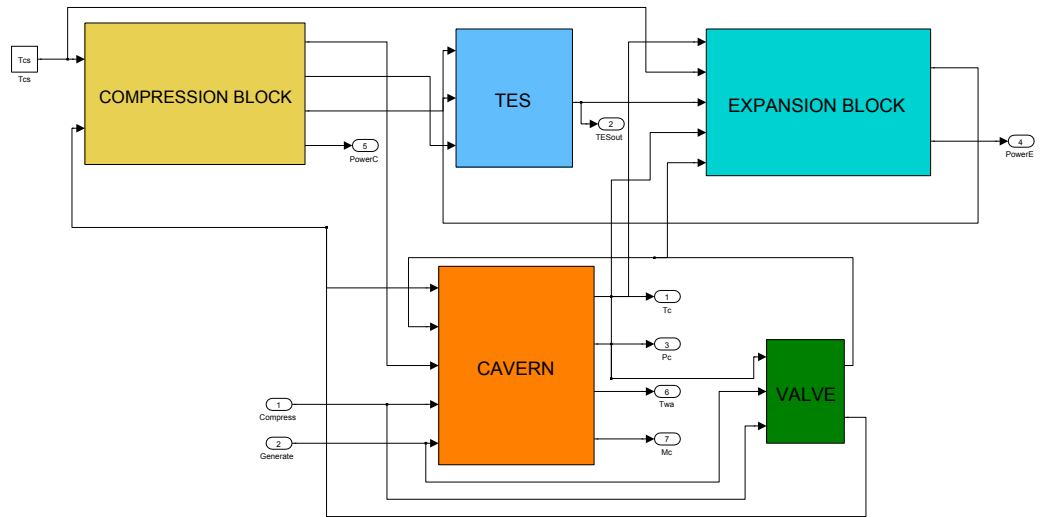 Tcs
Tcs
COMPRESSION BLOCK
TES
EXPANSION BLOCK
2
TESout
5
PowerC
4
PowerE
CAVERN
1
Tc
3
Pc
6
Twa
7
Mc
VALVE
1
Compress
2
Generate